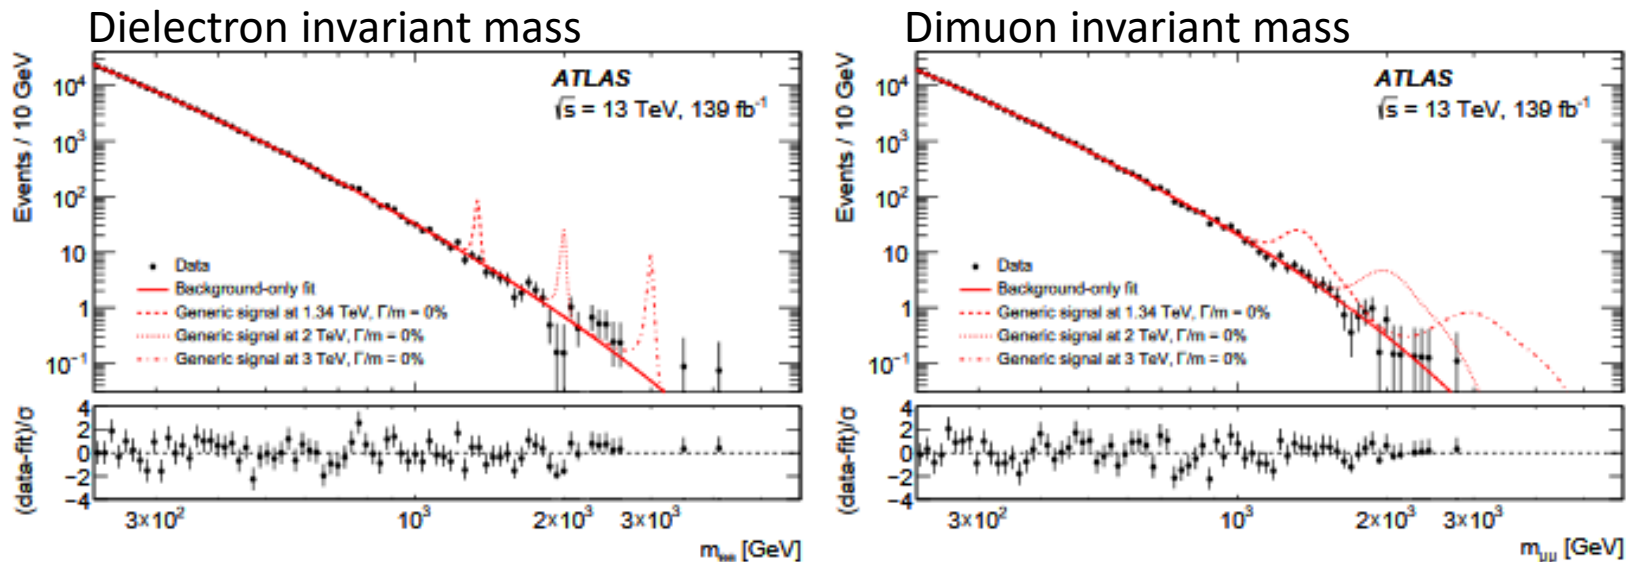 Dielectron invariant mass
Events / 10 GeV
10⁴
10³
10²
10
1
10⁻¹
ATLAS
√s = 13 TeV, 139 fb⁻¹
Data
Background-only fit
Generic signal at 1.34 TeV, Γ/m = 0%
Generic signal at 2 TeV, Γ/m = 0%
Generic signal at 3 TeV, Γ/m = 0%
(data-fit)/σ
4
2
0
−2
−4
3×10² 10³ 2×10³ 3×10³
m_ee [GeV]
Dimuon invariant mass
Events / 10 GeV
10⁴
10³
10²
10
1
10⁻¹
ATLAS
√s = 13 TeV, 139 fb⁻¹
Data
Background-only fit
Generic signal at 1.34 TeV, Γ/m = 0%
Generic signal at 2 TeV, Γ/m = 0%
Generic signal at 3 TeV, Γ/m = 0%
(data-fit)/σ
4
2
0
−2
−4
3×10² 10³ 2×10³ 3×10³
m_μμ [GeV]